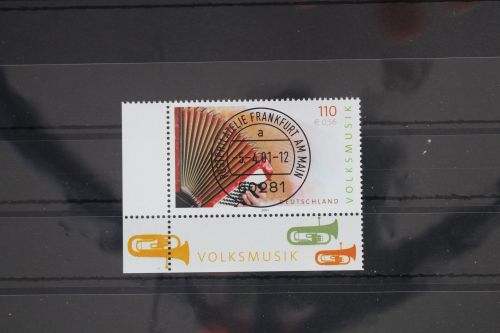 110
€ 0,56
VOLKSMUSIK
PHILATELIE FRANKFURT AM MAIN
a
-5.-4.01-12
60281
DEUTSCHLAND
VOLKSMUSIK